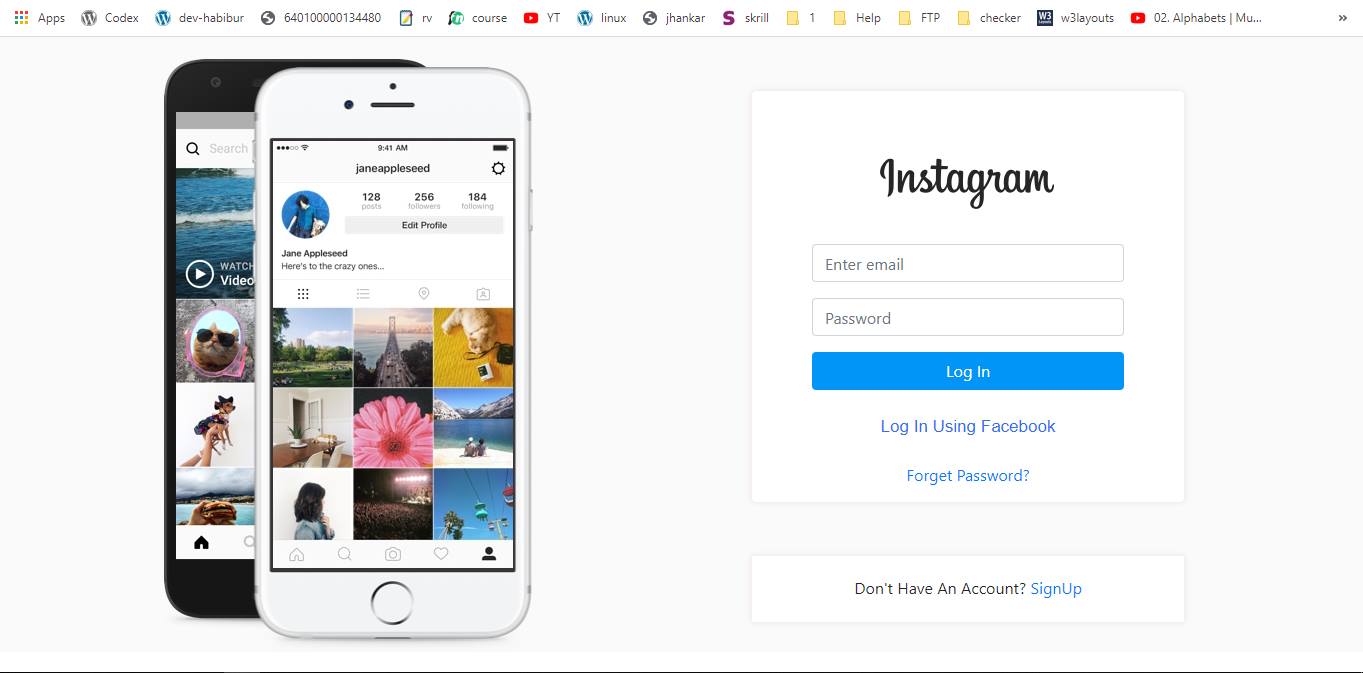 Apps Codex dev-habibur 640100000134480 rv course YT linux jhankar skrill 1 Help FTP checker w3layouts 02. Alphabets | Mu... »
Search
WATCH
Video
9:41 AM
janeappleseed
128 256 184
posts followers following
Edit Profile
Jane Appleseed
Here's to the crazy ones...
Instagram
Enter email
Password
Log In
Log In Using Facebook
Forget Password?
Don't Have An Account? SignUp